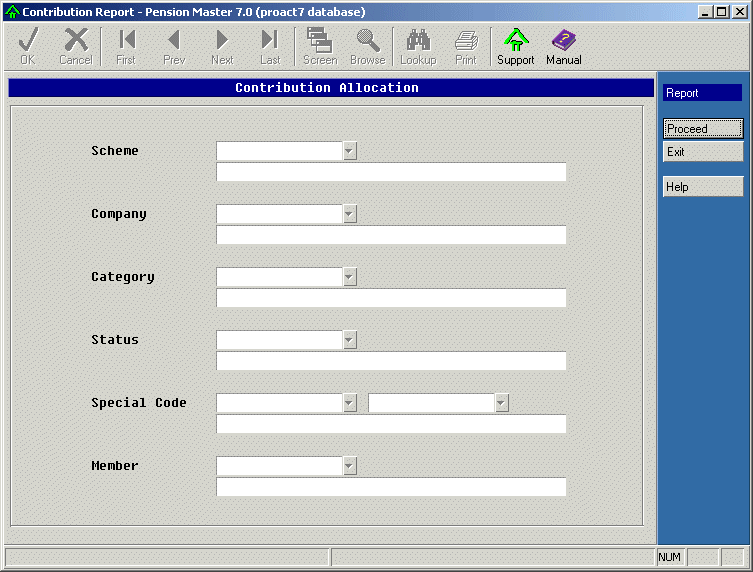 Contribution Report - Pension Master 7.0 (proact7 database)
OK Cancel First Prev Next Last Screen Browse Lookup Print Support Manual
Contribution Allocation
Report
Proceed
Exit
Help
Scheme
Company
Category
Status
Special Code
Member
NUM